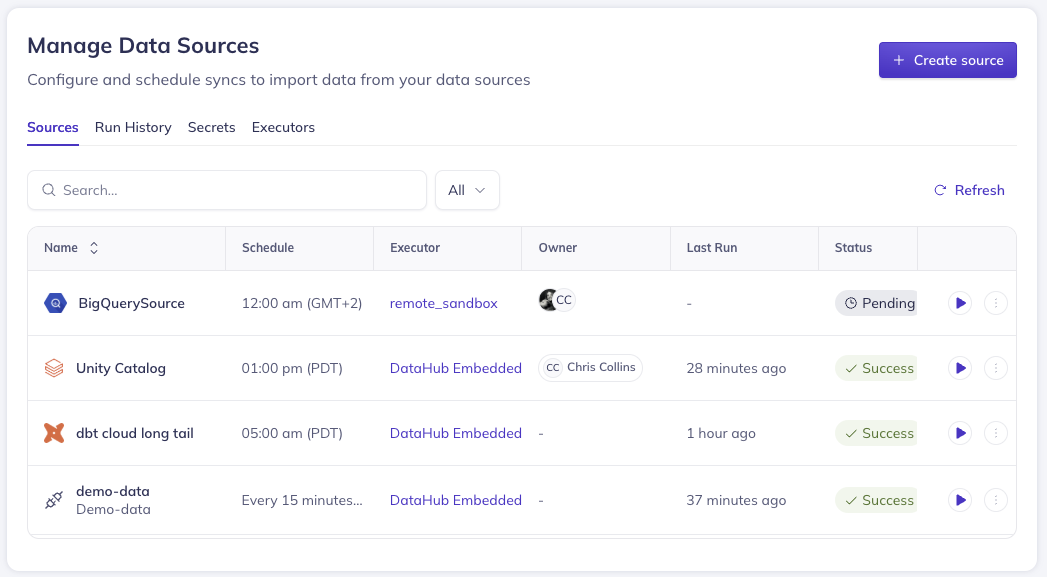 Manage Data Sources
Configure and schedule syncs to import data from your data sources
+ Create source
Sources Run History Secrets Executors
Search...
All
Refresh
Name Schedule Executor Owner Last Run Status
BigQuerySource 12:00 am (GMT+2) remote_sandbox CC - Pending
Unity Catalog 01:00 pm (PDT) DataHub Embedded CC Chris Collins 28 minutes ago Success
dbt cloud long tail 05:00 am (PDT) DataHub Embedded - 1 hour ago Success
demo-data Every 15 minutes... DataHub Embedded - 37 minutes ago Success
Demo-data